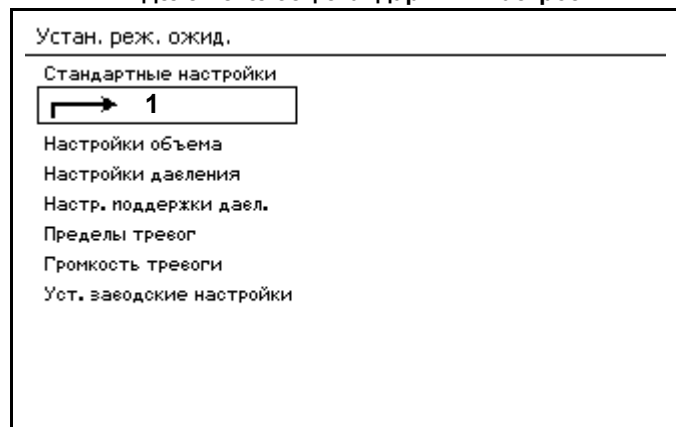 Устан. реж. ожид.
Стандартные настройки
1
Настройки объема
Настройки давления
Настр. поддержки давл.
Пределы тревог
Громкость тревоги
Уст. заводские настройки